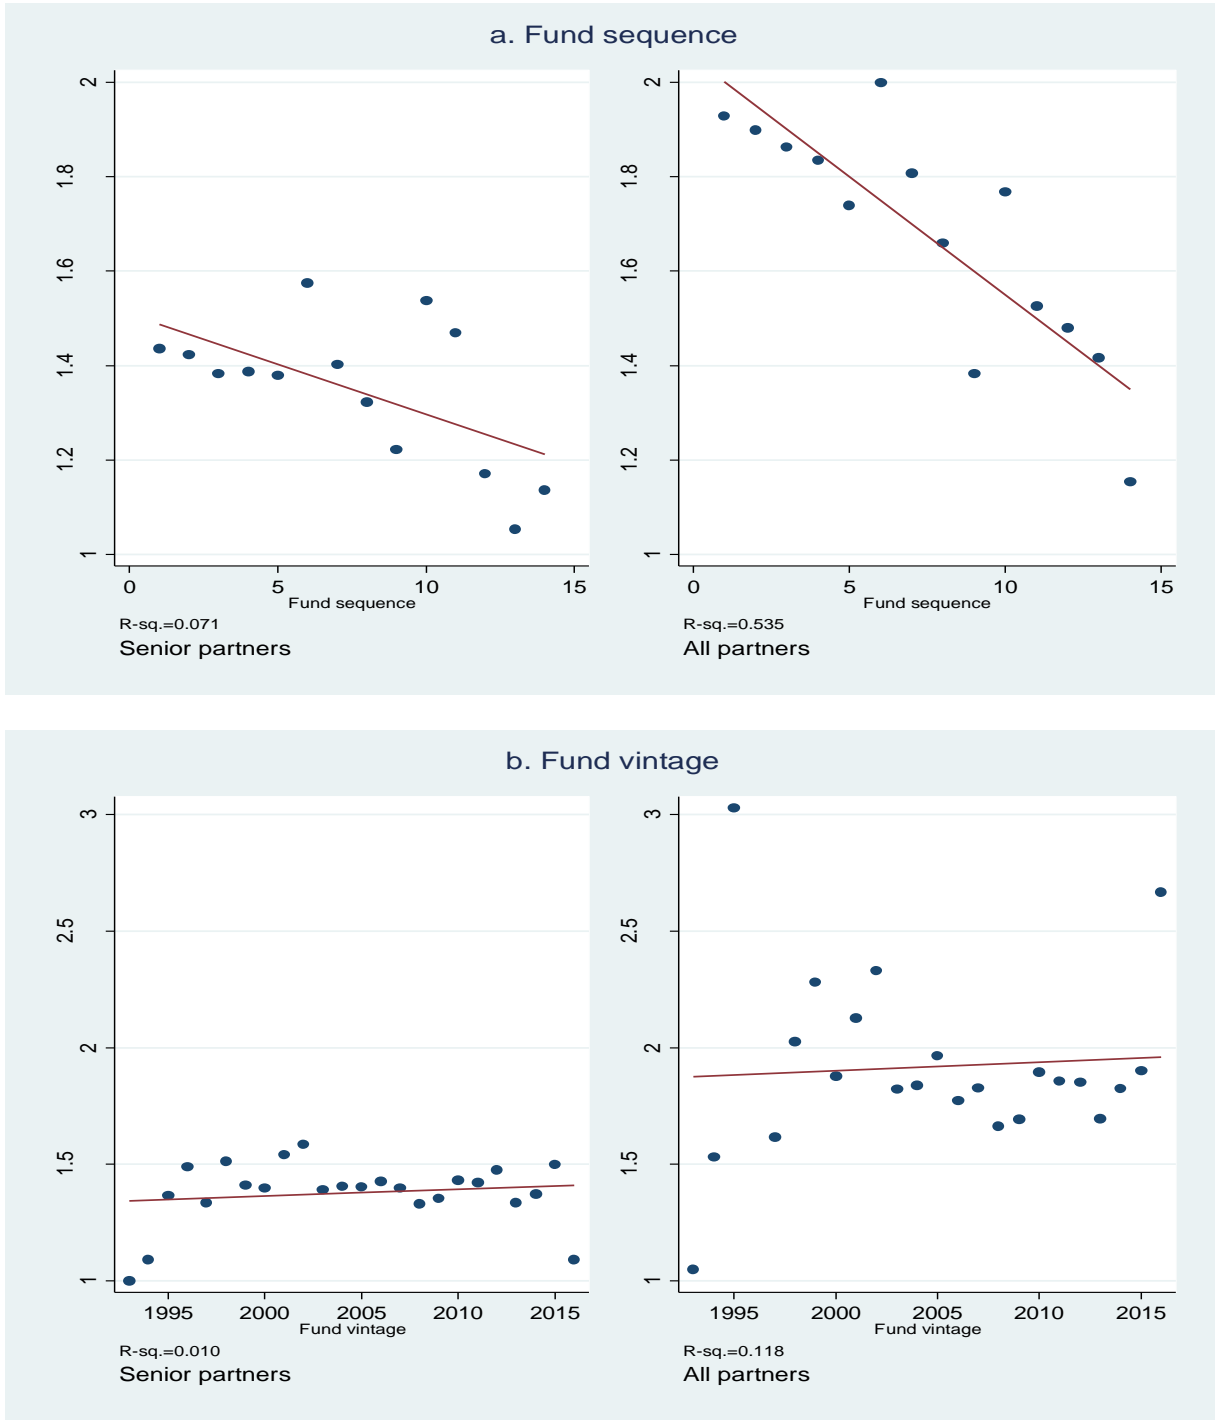 a. Fund sequence
2
1.8
1.6
1.4
1.2
1
0 5 10 15
Fund sequence
R-sq.=0.071
Senior partners
2
1.8
1.6
1.4
1.2
1
0 5 10 15
Fund sequence
R-sq.=0.535
All partners
b. Fund vintage
3
2.5
2
1.5
1
1995 2000 2005 2010 2015
Fund vintage
R-sq.=0.010
Senior partners
3
2.5
2
1.5
1
1995 2000 2005 2010 2015
Fund vintage
R-sq.=0.118
All partners